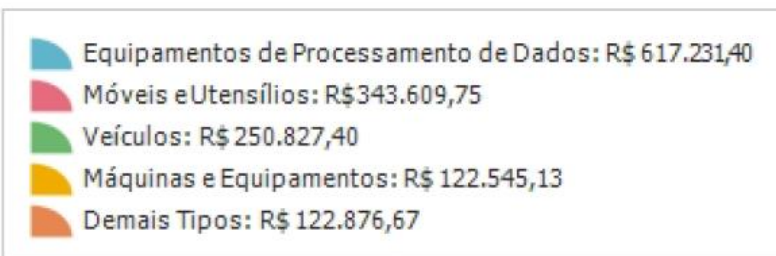 Equipamentos de Processamento de Dados: R$ 617.231,40
Móveis e Utensílios: R$ 343.609,75
Veículos: R$ 250.827,40
Máquinas e Equipamentos: R$ 122.545,13
Demais Tipos: R$ 122.876,67